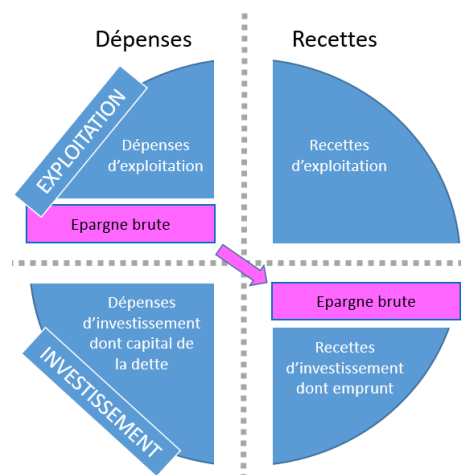 Dépenses
Recettes
EXPLOITATION
Dépenses
d'exploitation
Recettes
d'exploitation
Epargne brute
Epargne brute
Dépenses
d'investissement
dont capital de
la dette
Recettes
d'investissement
dont emprunt
INVESTISSEMENT